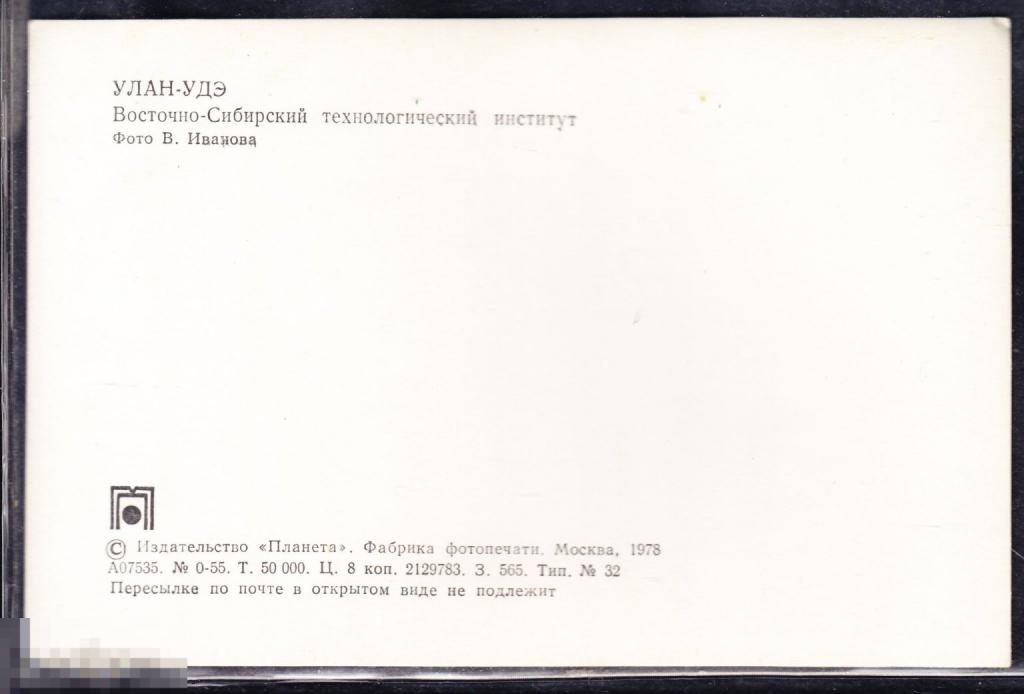 УЛАН-УДЭ
Восточно-Сибирский технологический институт
Фото В. Иванова
© Издательство «Планета». Фабрика фотопечати. Москва, 1978
А07535. № 0-55. Т. 50 000. Ц. 8 коп. 2129783. З. 565. Тип. № 32
Пересылке по почте в открытом виде не подлежит